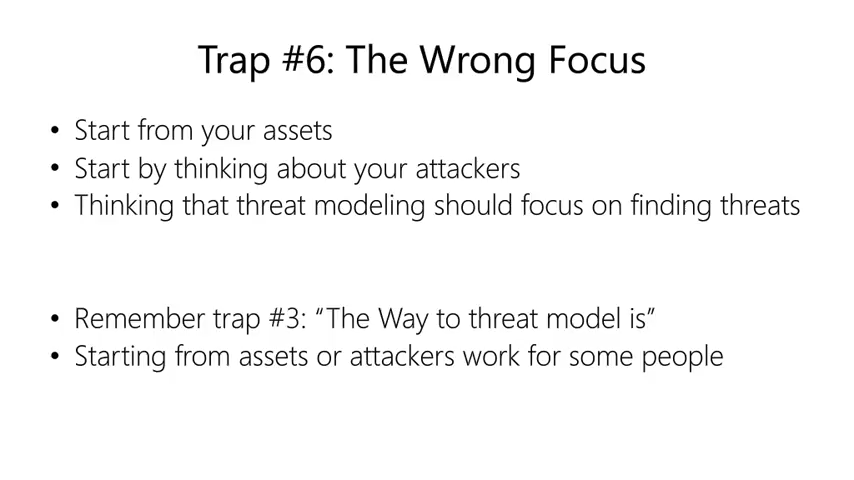 Trap #6: The Wrong Focus
• Start from your assets
• Start by thinking about your attackers
• Thinking that threat modeling should focus on finding threats
• Remember trap #3: “The Way to threat model is”
• Starting from assets or attackers work for some people